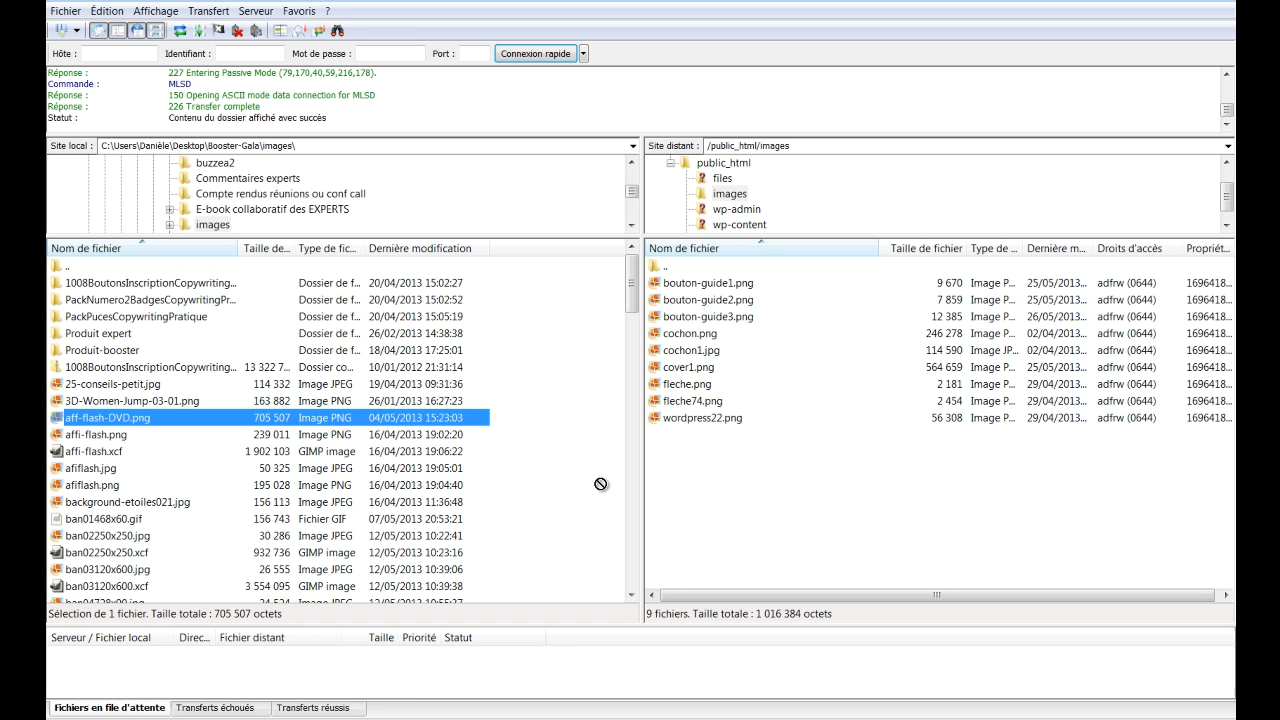 Fichier Édition Affichage Transfert Serveur Favoris ?
Hôte : Identifiant : Mot de passe : Port : Connexion rapide
Réponse : 227 Entering Passive Mode (79,170,40,59,216,178).
Commande : MLSD
Réponse : 150 Opening ASCII mode data connection for MLSD
Réponse : 226 Transfer complete
Statut : Contenu du dossier affiché avec succès
Site local : C:\Users\Danièle\Desktop\Booster-Gala\images\
buzzea2
Commentaires experts
Compte rendus réunions ou conf call
E-book collaboratif des EXPERTS
images
Site distant : /public_html/images
public_html
files
images
wp-admin
wp-content
Nom de fichier Taille de... Type de fic... Dernière modification
..
1008BoutonsInscriptionCopywriting... Dossier de f... 20/04/2013 15:02:27
PackNumero2BadgesCopywritingPr... Dossier de f... 20/04/2013 15:02:52
PackPucesCopywritingPratique Dossier de f... 20/04/2013 15:05:19
Produit expert Dossier de f... 26/02/2013 14:38:38
Produit-booster Dossier de f... 18/04/2013 17:25:01
1008BoutonsInscriptionCopywriting... 13 322 7... Dossier co... 10/01/2012 21:31:14
25-conseils-petit.jpg 114 332 Image JPEG 19/04/2013 09:31:36
3D-Women-Jump-03-01.png 163 882 Image PNG 26/01/2013 16:27:23
aff-flash-DVD.png 705 507 Image PNG 04/05/2013 15:23:03
affi-flash.png 239 011 Image PNG 16/04/2013 19:02:20
affi-flash.xcf 1 902 103 GIMP image 16/04/2013 19:06:22
afiflash.jpg 50 325 Image JPEG 16/04/2013 19:05:01
afiflash.png 195 028 Image PNG 16/04/2013 19:04:40
background-etoiles021.jpg 156 113 Image JPEG 16/04/2013 11:36:48
ban01468x60.gif 156 743 Fichier GIF 07/05/2013 20:53:21
ban02250x250.jpg 30 286 Image JPEG 12/05/2013 10:22:41
ban02250x250.xcf 932 736 GIMP image 12/05/2013 10:23:16
ban03120x600.jpg 26 555 Image JPEG 12/05/2013 10:39:06
ban03120x600.xcf 3 554 095 GIMP image 12/05/2013 10:39:38
Sélection de 1 fichier. Taille totale : 705 507 octets
Nom de fichier Taille de fichier Type de ... Dernière m... Droits d'accès Propriét...
..
bouton-guide1.png 9 670 Image P... 25/05/2013... adfrw (0644) 1696418...
bouton-guide2.png 7 859 Image P... 25/05/2013... adfrw (0644) 1696418...
bouton-guide3.png 12 385 Image P... 26/05/2013... adfrw (0644) 1696418...
cochon.png 246 278 Image P... 02/04/2013... adfrw (0644) 1696418...
cochon1.jpg 114 590 Image JP... 02/04/2013... adfrw (0644) 1696418...
cover1.png 564 659 Image P... 25/05/2013... adfrw (0644) 1696418...
fleche.png 2 181 Image P... 29/04/2013... adfrw (0644) 1696418...
fleche74.png 2 454 Image P... 29/04/2013... adfrw (0644) 1696418...
wordpress22.png 56 308 Image P... 29/04/2013... adfrw (0644) 1696418...
9 fichiers. Taille totale : 1 016 384 octets
Serveur / Fichier local Direc... Fichier distant Taille Priorité Statut
Fichiers en file d'attente Transferts échoués Transferts réussis